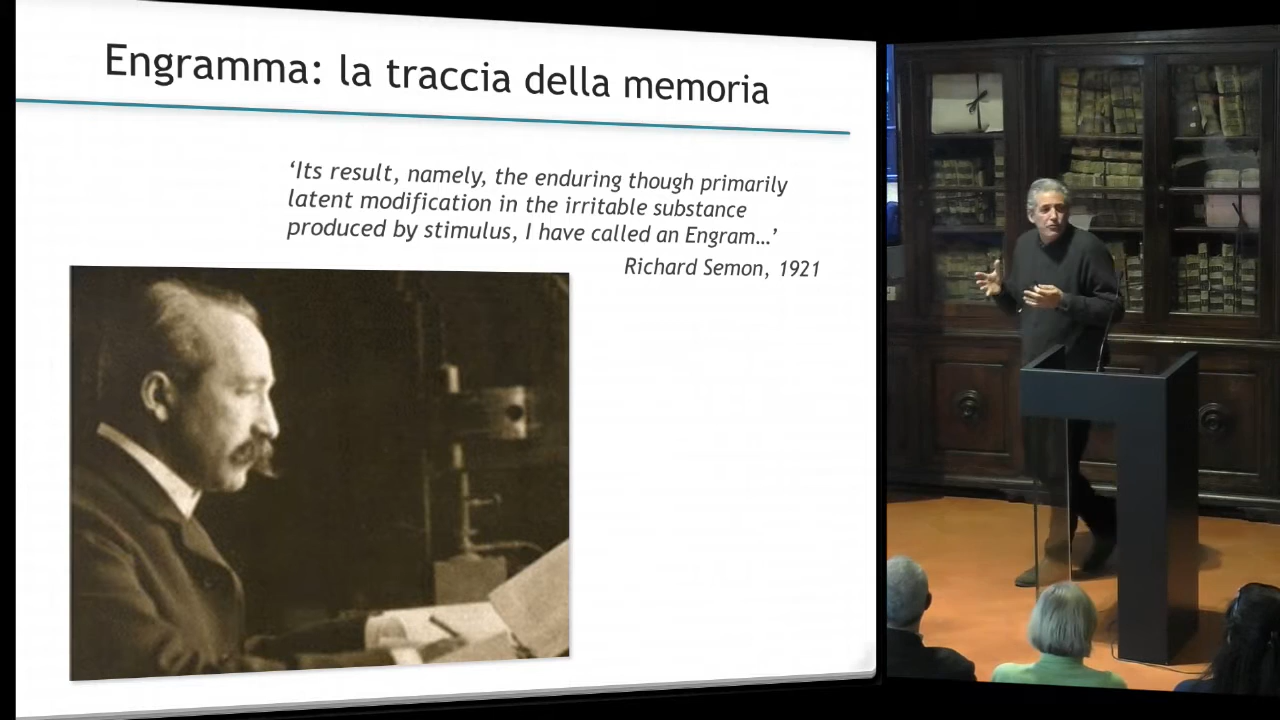 Engramma: la traccia della memoria
‘Its result, namely, the enduring though primarily
latent modification in the irritable substance
produced by stimulus, I have called an Engram…’
Richard Semon, 1921